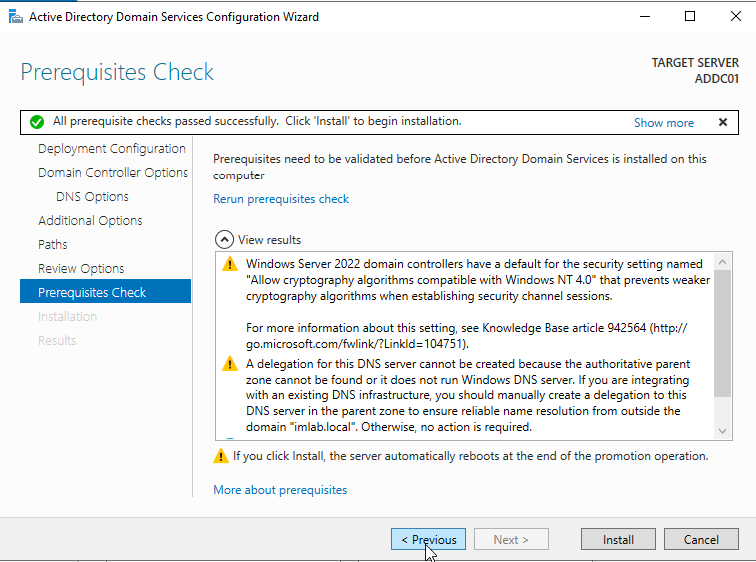 Active Directory Domain Services Configuration Wizard
Prerequisites Check
TARGET SERVER
ADDC01
All prerequisite checks passed successfully. Click 'Install' to begin installation.
Show more
Deployment Configuration
Domain Controller Options
DNS Options
Additional Options
Paths
Review Options
Prerequisites Check
Installation
Results
Prerequisites need to be validated before Active Directory Domain Services is installed on this
computer
Rerun prerequisites check
View results
Windows Server 2022 domain controllers have a default for the security setting named
"Allow cryptography algorithms compatible with Windows NT 4.0" that prevents weaker
cryptography algorithms when establishing security channel sessions.
For more information about this setting, see Knowledge Base article 942564 (http://
go.microsoft.com/fwlink/?LinkId=104751).
A delegation for this DNS server cannot be created because the authoritative parent
zone cannot be found or it does not run Windows DNS server. If you are integrating
with an existing DNS infrastructure, you should manually create a delegation to this
DNS server in the parent zone to ensure reliable name resolution from outside the
domain "imlab.local". Otherwise, no action is required.
If you click Install, the server automatically reboots at the end of the promotion operation.
More about prerequisites
< Previous
Next >
Install
Cancel